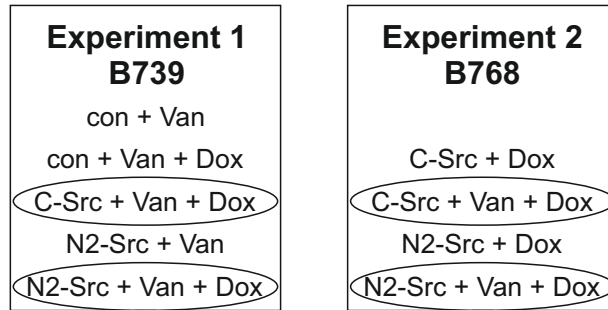 Experiment 1
B739
con + Van
con + Van + Dox
C-Src + Van + Dox
N2-Src + Van
N2-Src + Van + Dox
Experiment 2
B768
C-Src + Dox
C-Src + Van + Dox
N2-Src + Dox
N2-Src + Van + Dox